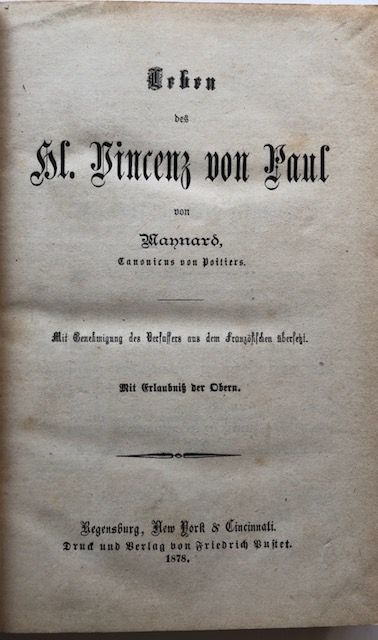 Leben
des
Hl. Vincenz von Paul
von
Maynard,
Canonicus von Poitiers.
Mit Genehmigung des Verfassers aus dem Französischen übersetzt.
Mit Erlaubniß der Obern.
Regensburg, New York & Cincinnati.
Druck und Verlag von Friedrich Pustet.
1878.